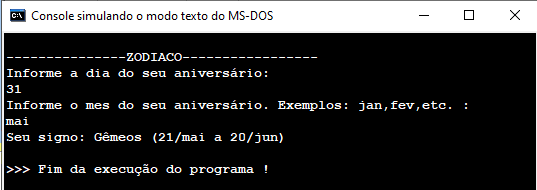 Console simulando o modo texto do MS-DOS
---------------ZODIACO-----------------
Informe a dia do seu aniversário:
31
Informe o mes do seu aniversário. Exemplos: jan,fev,etc. :
mai
Seu signo: Gêmeos (21/mai a 20/jun)
>>> Fim da execução do programa !